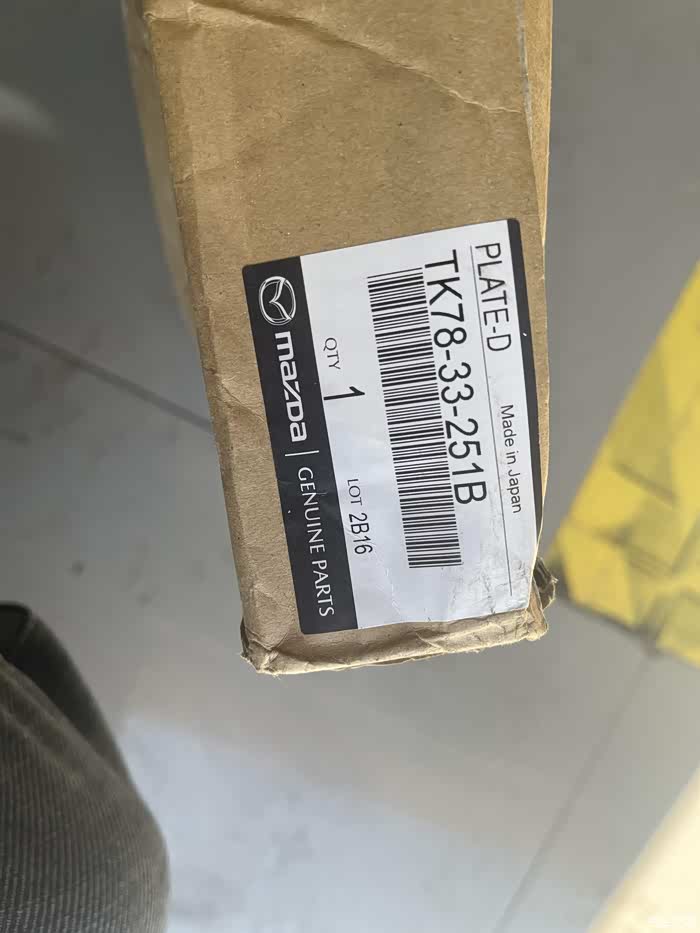 PLATE-D
Made in Japan
TK78-33-251B
QTY 1
LOT 2B16
mazda | GENUINE PARTS